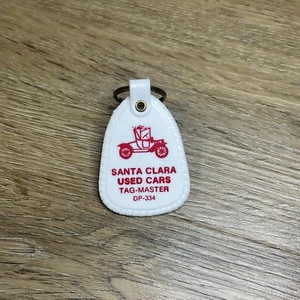 SANTA CLARA
USED CARS
TAG-MASTER
DP-334